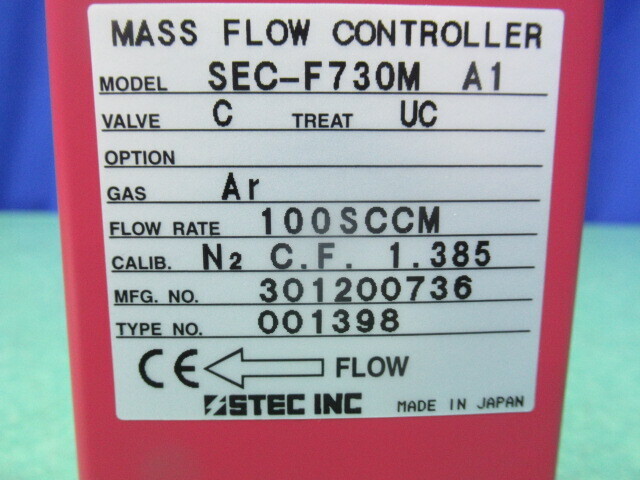 MASS FLOW CONTROLLER
MODEL SEC-F730M A1
VALVE C TREAT UC
OPTION
GAS Ar
FLOW RATE 100SCCM
CALIB. N2 C.F. 1.385
MFG. NO. 301200736
TYPE NO. 001398
CE FLOW
STEC INC MADE IN JAPAN